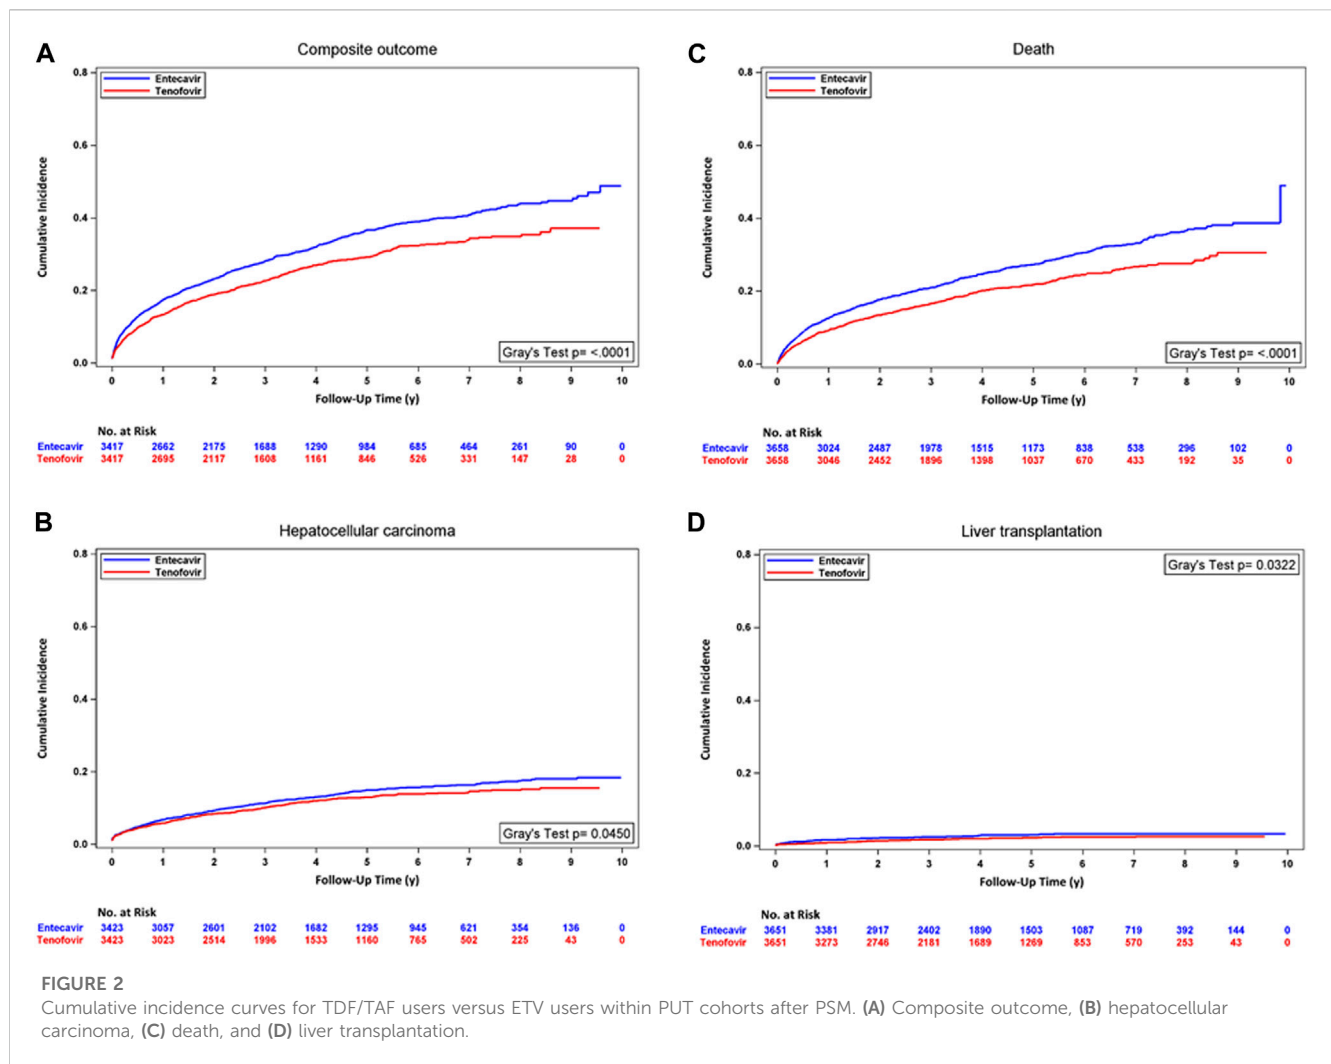 A
Composite outcome
Entecavir
Tenofovir
0.8
0.6
0.4
0.2
0.0
Cumulative Inicidence
Gray's Test p= <.0001
0 1 2 3 4 5 6 7 8 9 10
Follow-Up Time (y)
No. at Risk
Entecavir 3417 2662 2175 1688 1290 984 685 464 261 90 0
Tenofovir 3417 2695 2117 1608 1161 846 526 331 147 28 0
C
Death
Entecavir
Tenofovir
0.8
0.6
0.4
0.2
0.0
Cumulative Inicidence
Gray's Test p= <.0001
0 1 2 3 4 5 6 7 8 9 10
Follow-Up Time (y)
No. at Risk
Entecavir 3658 3024 2487 1978 1515 1173 838 538 296 102 0
Tenofovir 3658 3046 2452 1896 1398 1037 670 433 192 35 0
B
Hepatocellular carcinoma
Entecavir
Tenofovir
0.8
0.6
0.4
0.2
0.0
Cumulative Inicidence
Gray's Test p= 0.0450
0 1 2 3 4 5 6 7 8 9 10
Follow-Up Time (y)
No. at Risk
Entecavir 3423 3057 2601 2102 1682 1295 945 621 354 136 0
Tenofovir 3423 3023 2514 1996 1533 1160 765 502 225 43 0
D
Liver transplantation
Entecavir
Tenofovir
Gray's Test p= 0.0322
0.8
0.6
0.4
0.2
0.0
Cumulative Inicidence
0 1 2 3 4 5 6 7 8 9 10
Follow-Up Time (y)
No. at Risk
Entecavir 3651 3381 2917 2402 1890 1503 1087 719 392 144 0
Tenofovir 3651 3273 2746 2181 1689 1269 853 570 253 43 0
FIGURE 2
Cumulative incidence curves for TDF/TAF users versus ETV users within PUT cohorts after PSM. (A) Composite outcome, (B) hepatocellular
carcinoma, (C) death, and (D) liver transplantation.